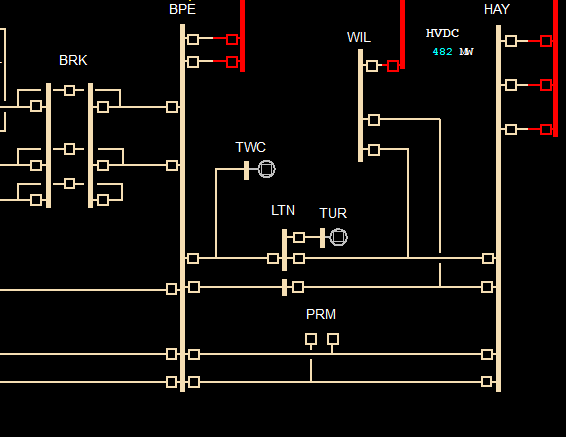 BPE
HAY
HVDC
WIL
482 MW
BRK
TWC
LTN
TUR
PRM